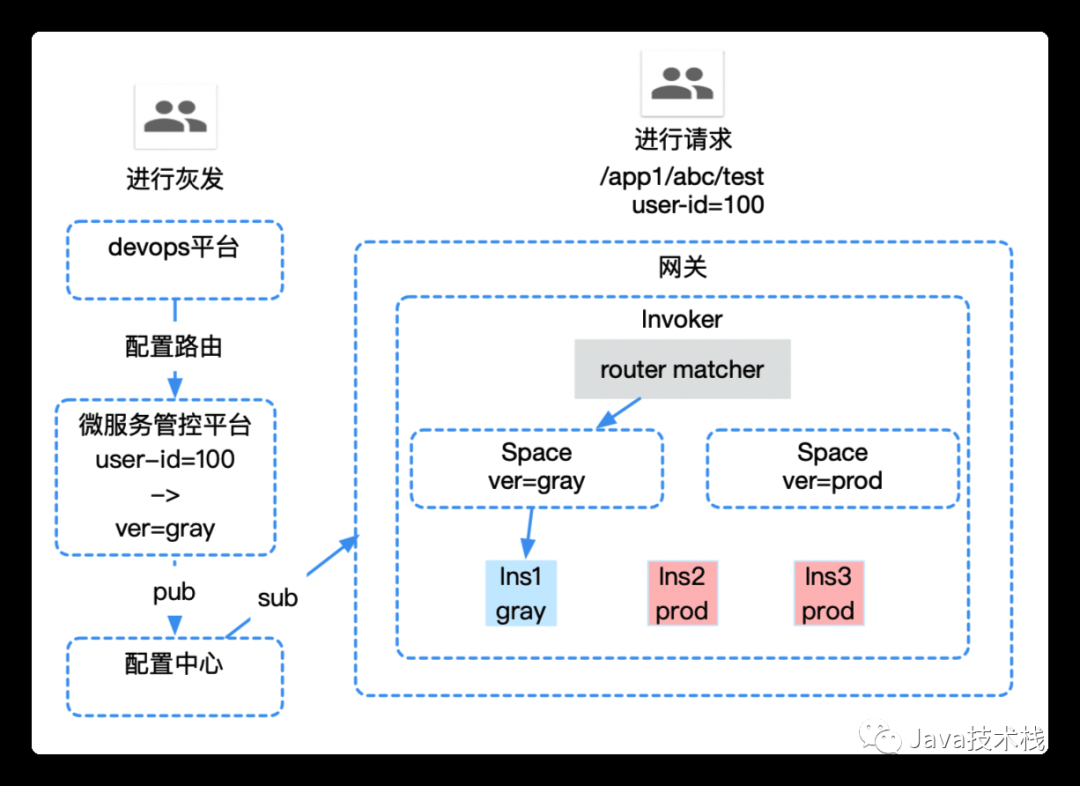 进行灰发
devops平台
配置路由
微服务管控平台
user–id=100
–>
ver=gray
pub
sub
配置中心
进行请求
/app1/abc/test
user-id=100
网关
Invoker
router matcher
Space
ver=gray
Space
ver=prod
Ins1
gray
Ins2
prod
Ins3
prod
Java技术栈